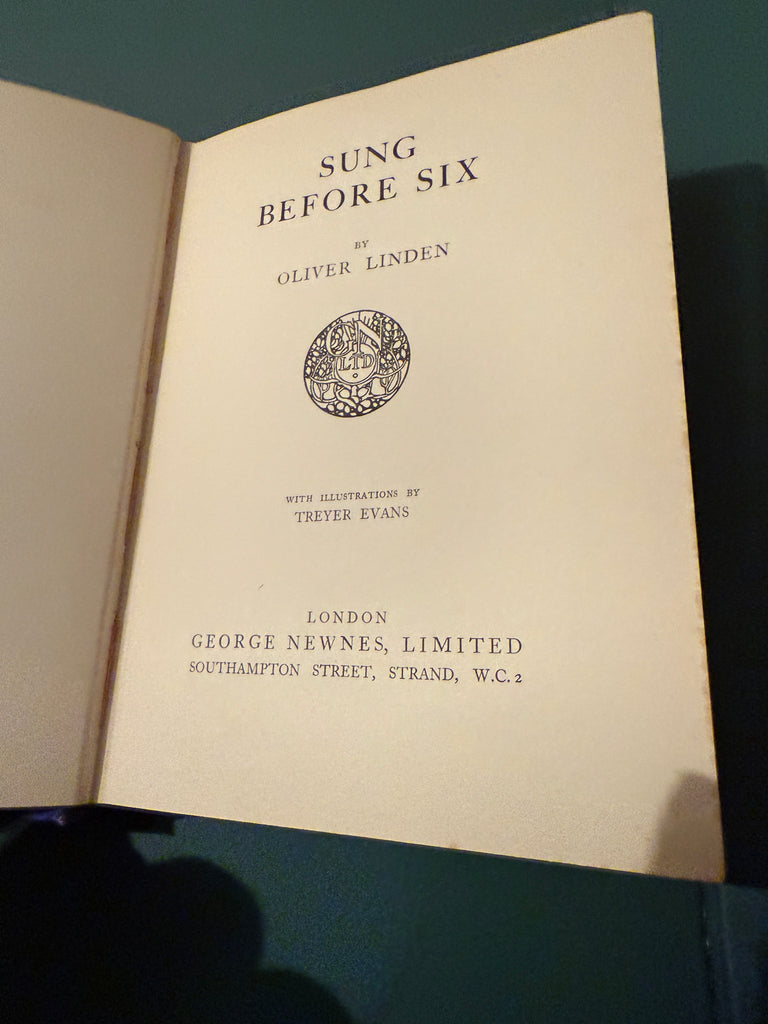 SUNG
BEFORE SIX
BY
OLIVER LINDEN
G N
LTD
WITH ILLUSTRATIONS BY
TREYER EVANS
LONDON
GEORGE NEWNES, LIMITED
SOUTHAMPTON STREET, STRAND, W.C.2